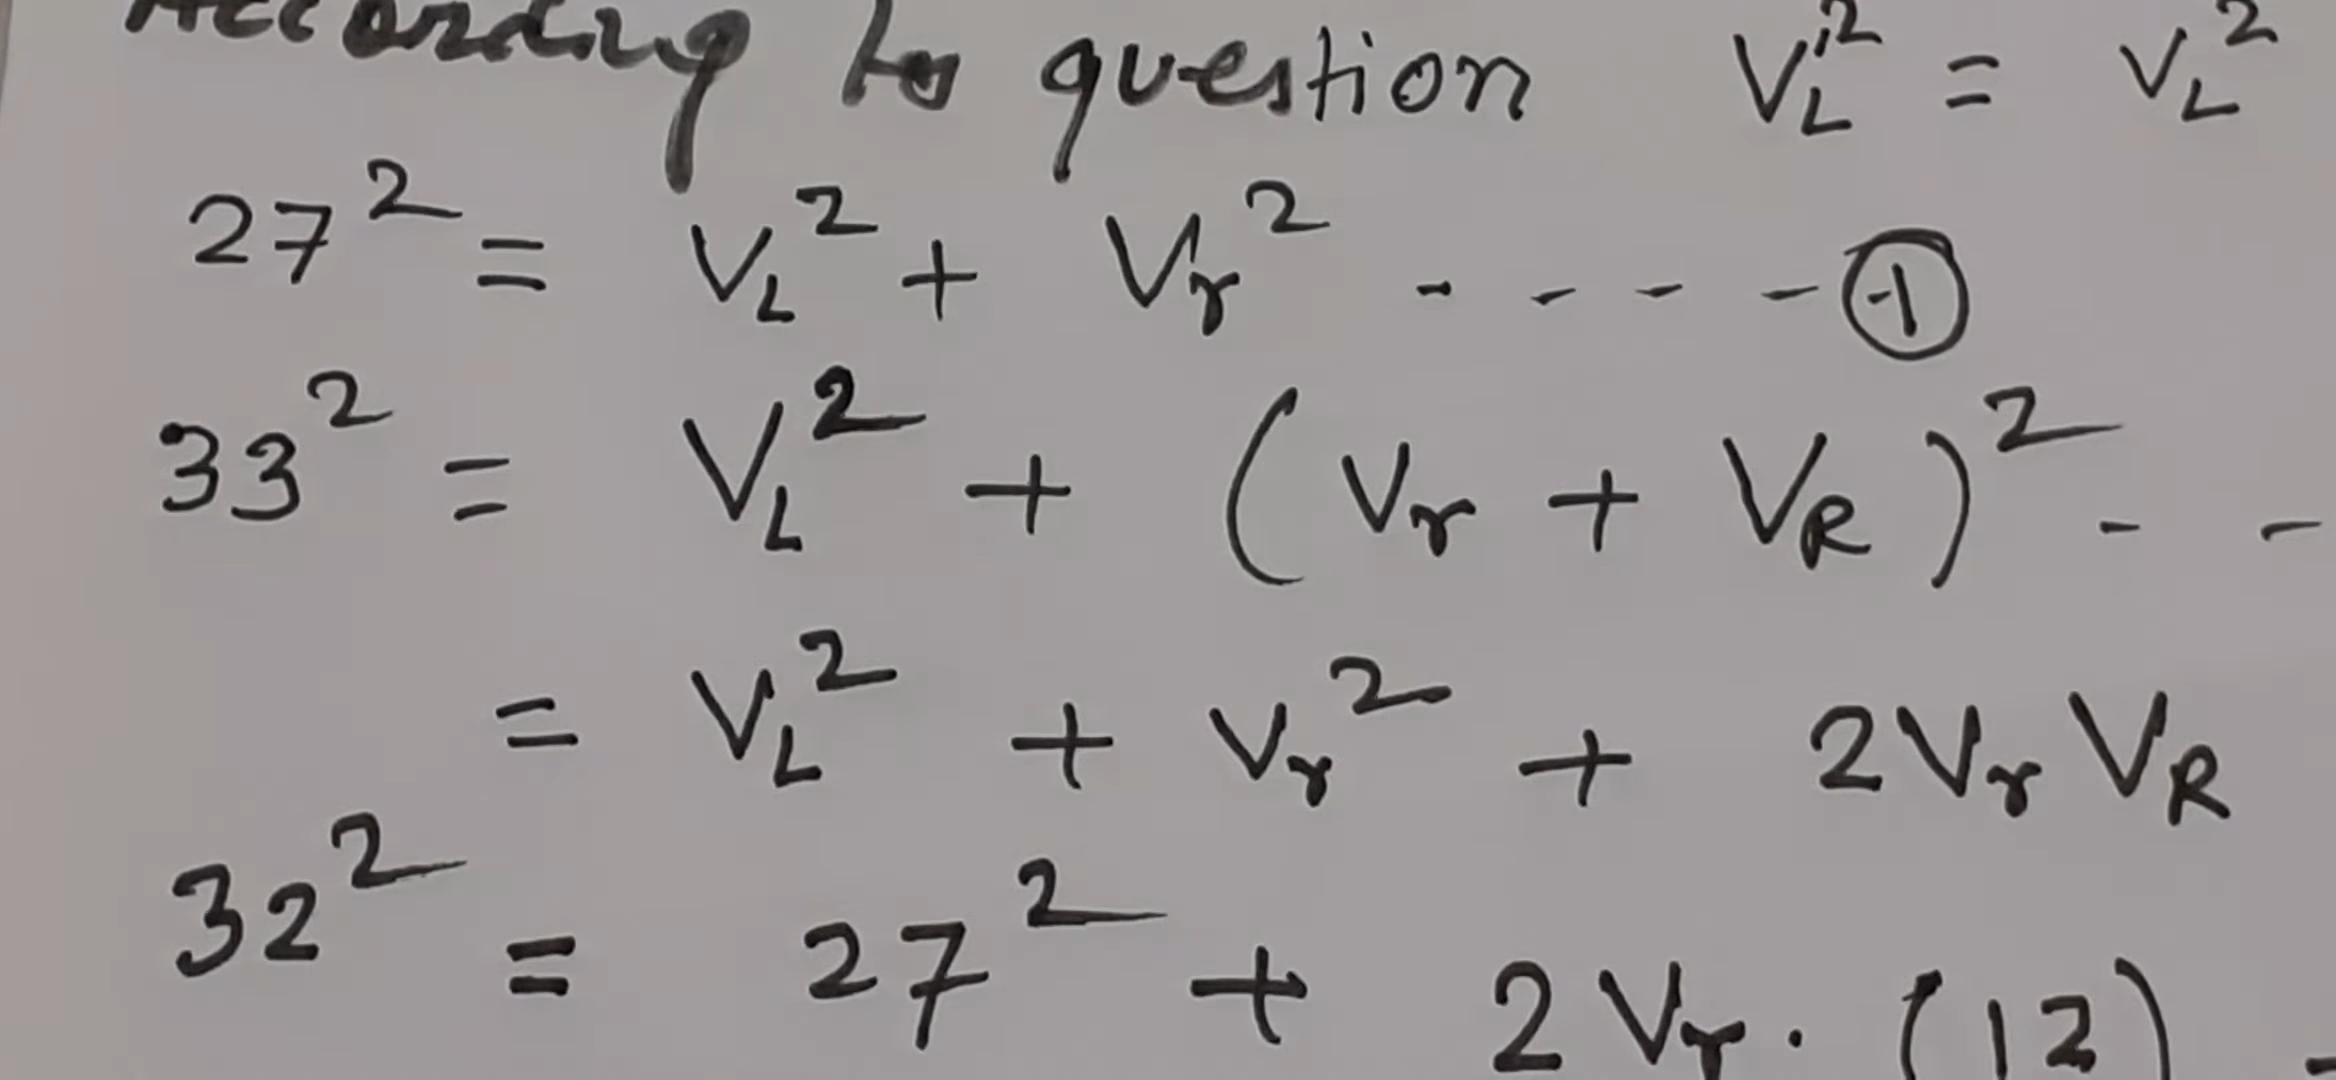 According to question V_L'^2 = V_L^2
27^2 = V_L^2 + V_r^2 - - - - ①
33^2 = V_L^2 + (V_r + V_R)^2 - -
= V_L^2 + V_r^2 + 2V_r V_R
32^2 = 27^2 + 2V_r . (12)